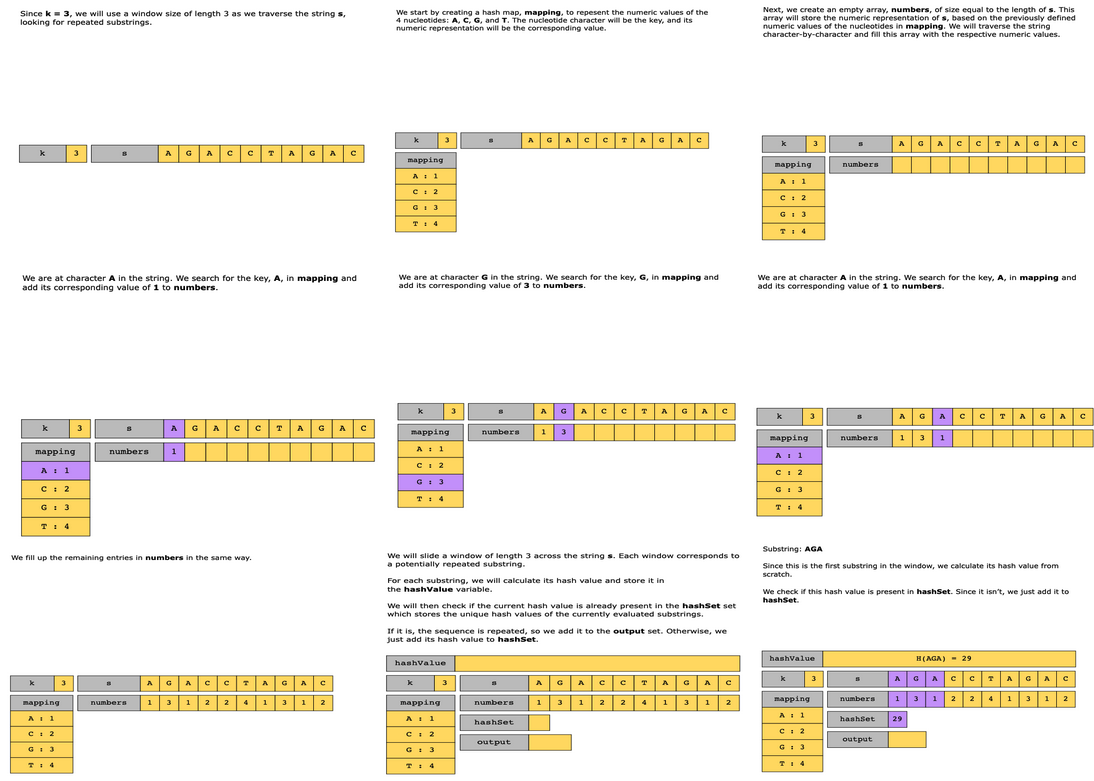 Since k = 3, we will use a window size of length 3 as we traverse the string s,
looking for repeated substrings.
k 3 s A G A C C T A G A C
We start by creating a hash map, mapping, to repesent the numeric values of the
4 nucleotides: A, C, G, and T. The nucleotide character will be the key, and its
numeric representation will be the corresponding value.
k 3 s A G A C C T A G A C
mapping
A : 1
C : 2
G : 3
T : 4
Next, we create an empty array, numbers, of size equal to the length of s. This
array will store the numeric representation of s, based on the previously defined
numeric values of the nucleotides in mapping. We will traverse the string
character-by-character and fill this array with the respective numeric values.
k 3 s A G A C C T A G A C
mapping numbers
A : 1
C : 2
G : 3
T : 4
We are at character A in the string. We search for the key, A, in mapping and
add its corresponding value of 1 to numbers.
k 3 s A G A C C T A G A C
mapping numbers 1
A : 1
C : 2
G : 3
T : 4
We are at character G in the string. We search for the key, G, in mapping and
add its corresponding value of 3 to numbers.
k 3 s A G A C C T A G A C
mapping numbers 1 3
A : 1
C : 2
G : 3
T : 4
We are at character A in the string. We search for the key, A, in mapping and
add its corresponding value of 1 to numbers.
k 3 s A G A C C T A G A C
mapping numbers 1 3 1
A : 1
C : 2
G : 3
T : 4
We fill up the remaining entries in numbers in the same way.
k 3 s A G A C C T A G A C
mapping numbers 1 3 1 2 2 4 1 3 1 2
A : 1
C : 2
G : 3
T : 4
We will slide a window of length 3 across the string s. Each window corresponds to
a potentially repeated substring.
For each substring, we will calculate its hash value and store it in
the hashValue variable.
We will then check if the current hash value is already present in the hashSet set
which stores the unique hash values of the currently evaluated substrings.
If it is, the sequence is repeated, so we add it to the output set. Otherwise, we
just add its hash value to hashSet.
hashValue
k 3 s A G A C C T A G A C
mapping numbers 1 3 1 2 2 4 1 3 1 2
A : 1 hashSet
C : 2
G : 3 output
T : 4
Substring: AGA
Since this is the first substring in the window, we calculate its hash value from
scratch.
We check if this hash value is present in hashSet. Since it isn't, we just add it to
hashSet.
hashValue H(AGA) = 29
k 3 s A G A C C T A G A C
mapping numbers 1 3 1 2 2 4 1 3 1 2
A : 1 hashSet 29
C : 2
G : 3 output
T : 4